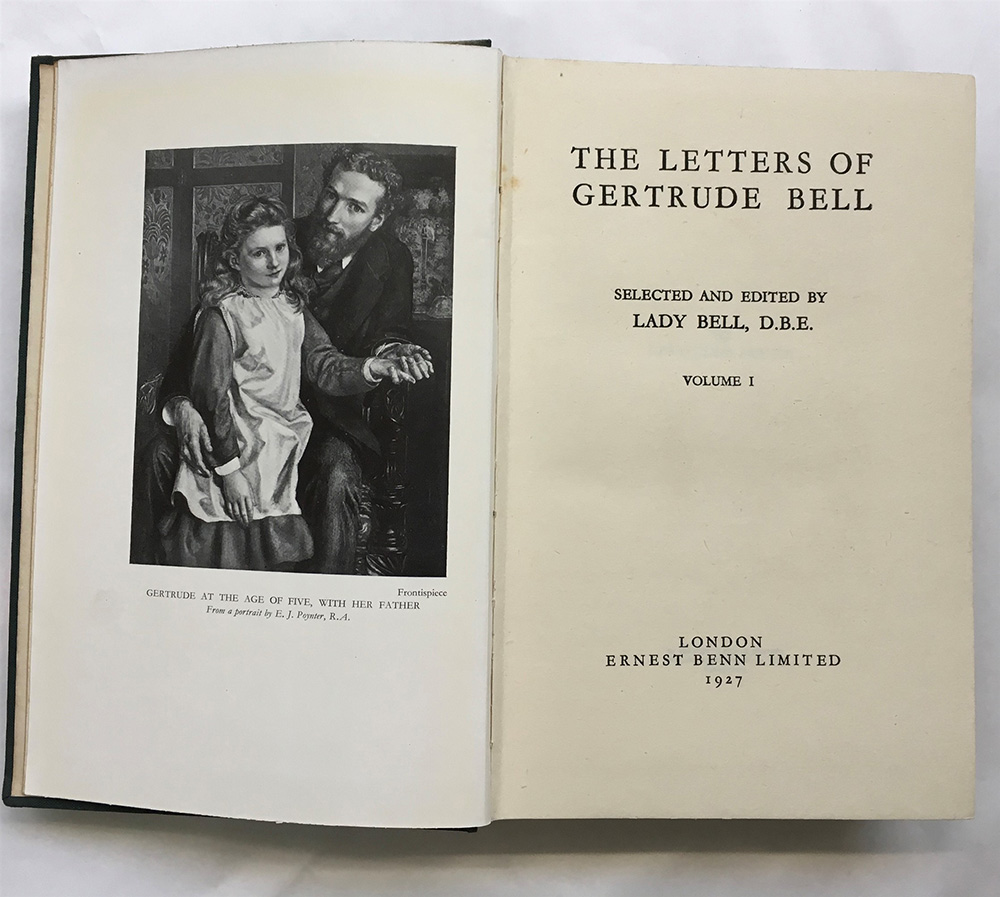 Frontispiece
GERTRUDE AT THE AGE OF FIVE, WITH HER FATHER
From a portrait by E. J. Poynter, R.A.
THE LETTERS OF
GERTRUDE BELL
SELECTED AND EDITED BY
LADY BELL, D.B.E.
VOLUME I
LONDON
ERNEST BENN LIMITED
1927